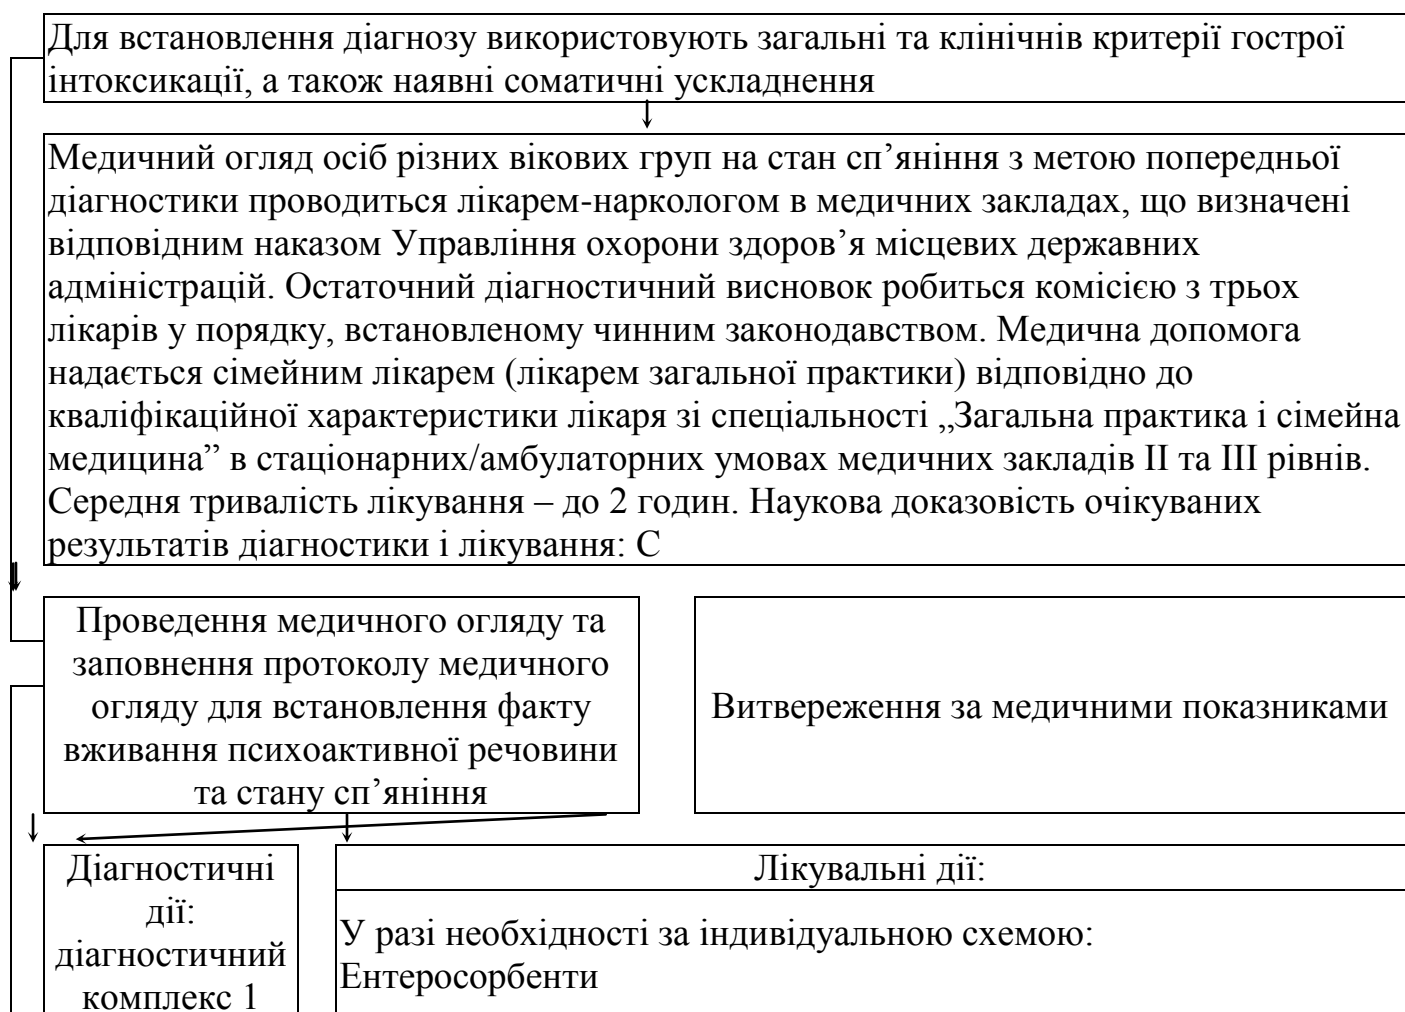 Для встановлення діагнозу використовують загальні та клінічнів критерії гострої
інтоксикації, а також наявні соматичні ускладнення
Медичний огляд осіб різних вікових груп на стан сп’яніння з метою попередньої
діагностики проводиться лікарем-наркологом в медичних закладах, що визначені
відповідним наказом Управління охорони здоров’я місцевих державних
адміністрацій. Остаточний діагностичний висновок робиться комісією з трьох
лікарів у порядку, встановленому чинним законодавством. Медична допомога
надається сімейним лікарем (лікарем загальної практики) відповідно до
кваліфікаційної характеристики лікаря зі спеціальності „Загальна практика і сімейна
медицина” в стаціонарних/амбулаторних умовах медичних закладів ІІ та ІІІ рівнів.
Середня тривалість лікування – до 2 годин. Наукова доказовість очікуваних
результатів діагностики і лікування: С
Проведення медичного огляду та
заповнення протоколу медичного
огляду для встановлення факту
вживання психоактивної речовини
та стану сп’яніння
Витвереження за медичними показниками
Діагностичні
дії:
діагностичний
комплекс 1
Лікувальні дії:
У разі необхідності за індивідуальною схемою:
Ентеросорбенти